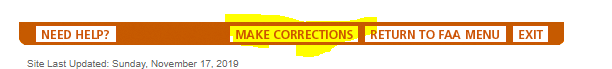 NEED HELP? MAKE CORRECTIONS RETURN TO FAA MENU EXIT
Site Last Updated: Sunday, November 17, 2019